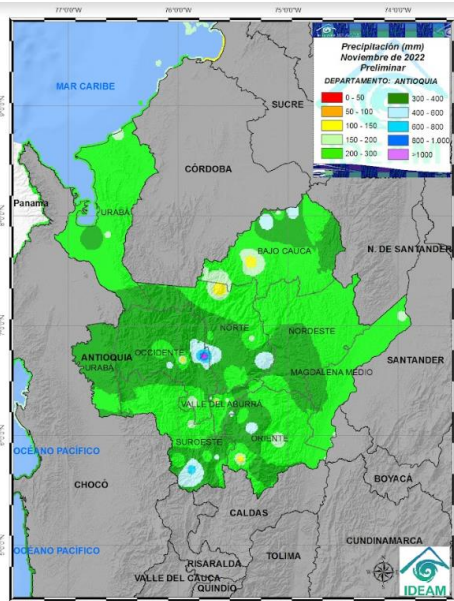 77°0'0"W 76°0'0"W 75°0'0"W 74°0'0"W
Precipitación (mm)
Noviembre de 2022
Preliminar
DEPARTAMENTO: ANTIOQUIA
0 - 50 300 - 400
50 - 100 400 - 600
100 - 150 600 - 800
150 - 200 800 - 1.000
200 - 300 >1000
MAR CARIBE
SUCRE
CÓRDOBA
Panama
URABÁ
BAJO CAUCA
N. DE SANTANDER
NORTE
NORDESTE
ANTIOQUIA
OCCIDENTE
URABÁ
SANTANDER
MAGDALENA MEDIO
VALLE DEL ABURRÁ
SUROESTE
ORIENTE
OCEANO PACÍFICO
CHOCÓ
BOYACÁ
CALDAS
CUNDINAMARCA
OCEANO PACÍFICO
TOLIMA
RISARALDA
VALLE DEL CAUCA
QUINDÍO
IDEAM